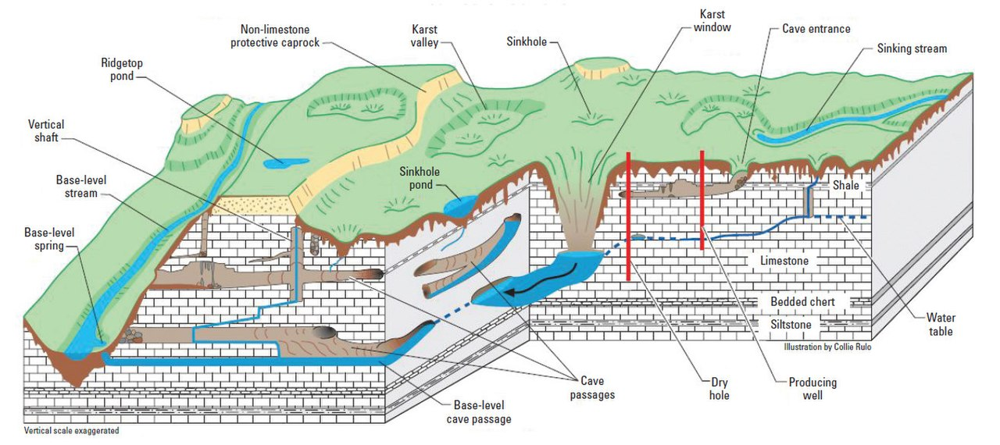 Karst
window
Non-limestone
protective caprock
Karst
valley
Sinkhole
Cave entrance
Sinking stream
Ridgetop
pond
Vertical
shaft
Sinkhole
pond
Base-level
stream
Shale
Base-level
spring
Limestone
Bedded chert
Siltstone
Water
table
Illustration by Collie Rulo
Cave
passages
Dry
hole
Producing
well
Base-level
cave passage
Vertical scale exaggerated